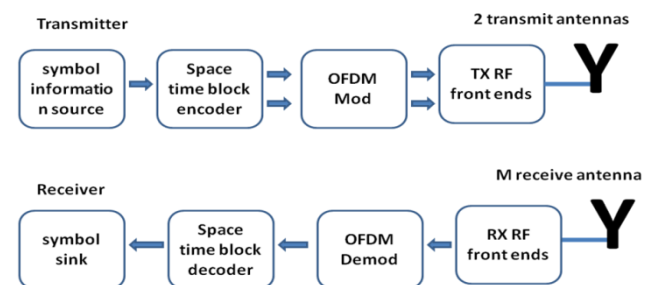 Transmitter
2 transmit antennas
symbol
informatio
n source
Space
time block
encoder
OFDM
Mod
TX RF
front ends
Receiver
M receive antenna
symbol
sink
Space
time block
decoder
OFDM
Demod
RX RF
front ends